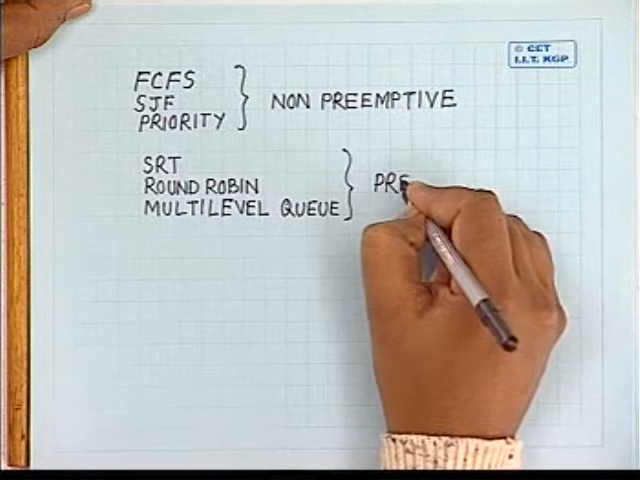 © CET
I.I.T. KGP
FCFS
SJF
PRIORITY
NON PREEMPTIVE
SRT
ROUND ROBIN
MULTILEVEL QUEUE
PRE